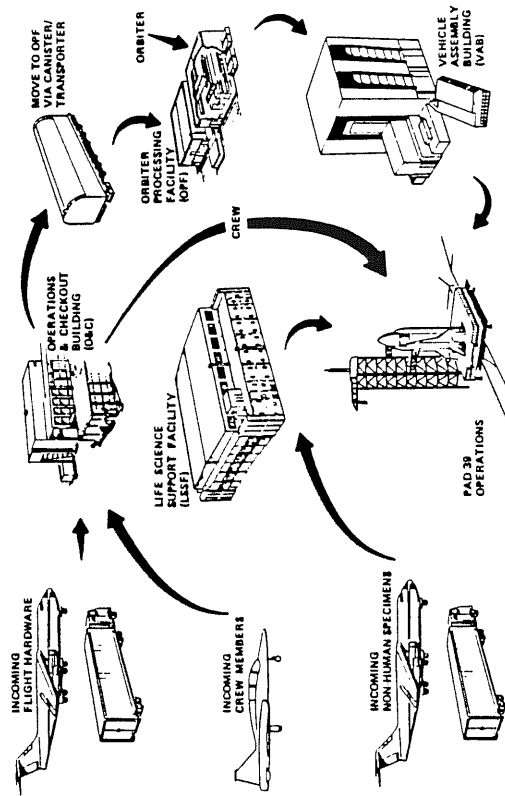 INCOMING
FLIGHT HARDWARE
INCOMING
CREW MEMBERS
INCOMING
NON-HUMAN SPECIMENS
OPERATIONS
& CHECKOUT
BUILDING
(O&C)
LIFE SCIENCE
SUPPORT FACILITY
(LSSF)
PAD 39
OPERATIONS
MOVE TO OPF
VIA CANISTER/
TRANSPORTER
ORBITER
PROCESSING
FACILITY
(OPF)
CREW
ORBITER
VEHICLE
ASSEMBLY
BUILDING
(VAB)